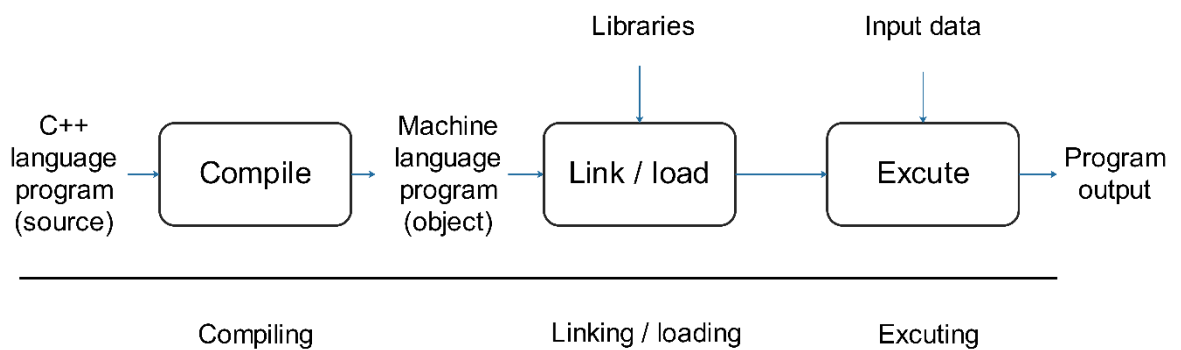 Libraries
Input data
C++
language
program
(source)
Compile
Machine
language
program
(object)
Link / load
Excute
Program
output
Compiling
Linking / loading
Excuting